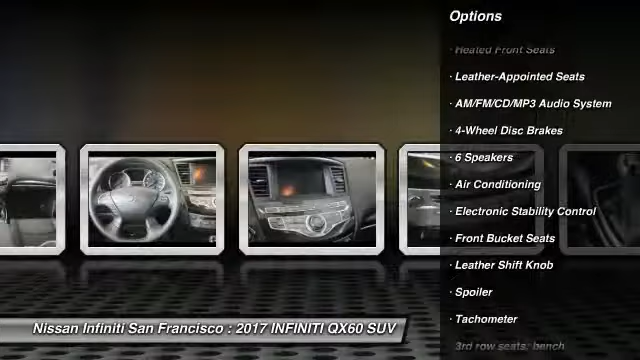 Options
· Heated Front Seats
· Leather-Appointed Seats
· AM/FM/CD/MP3 Audio System
· 4-Wheel Disc Brakes
· 6 Speakers
· Air Conditioning
· Electronic Stability Control
· Front Bucket Seats
· Leather Shift Knob
· Spoiler
· Tachometer
· 3rd row seats: bench
Nissan Infiniti San Francisco : 2017 INFINITI QX60 SUV